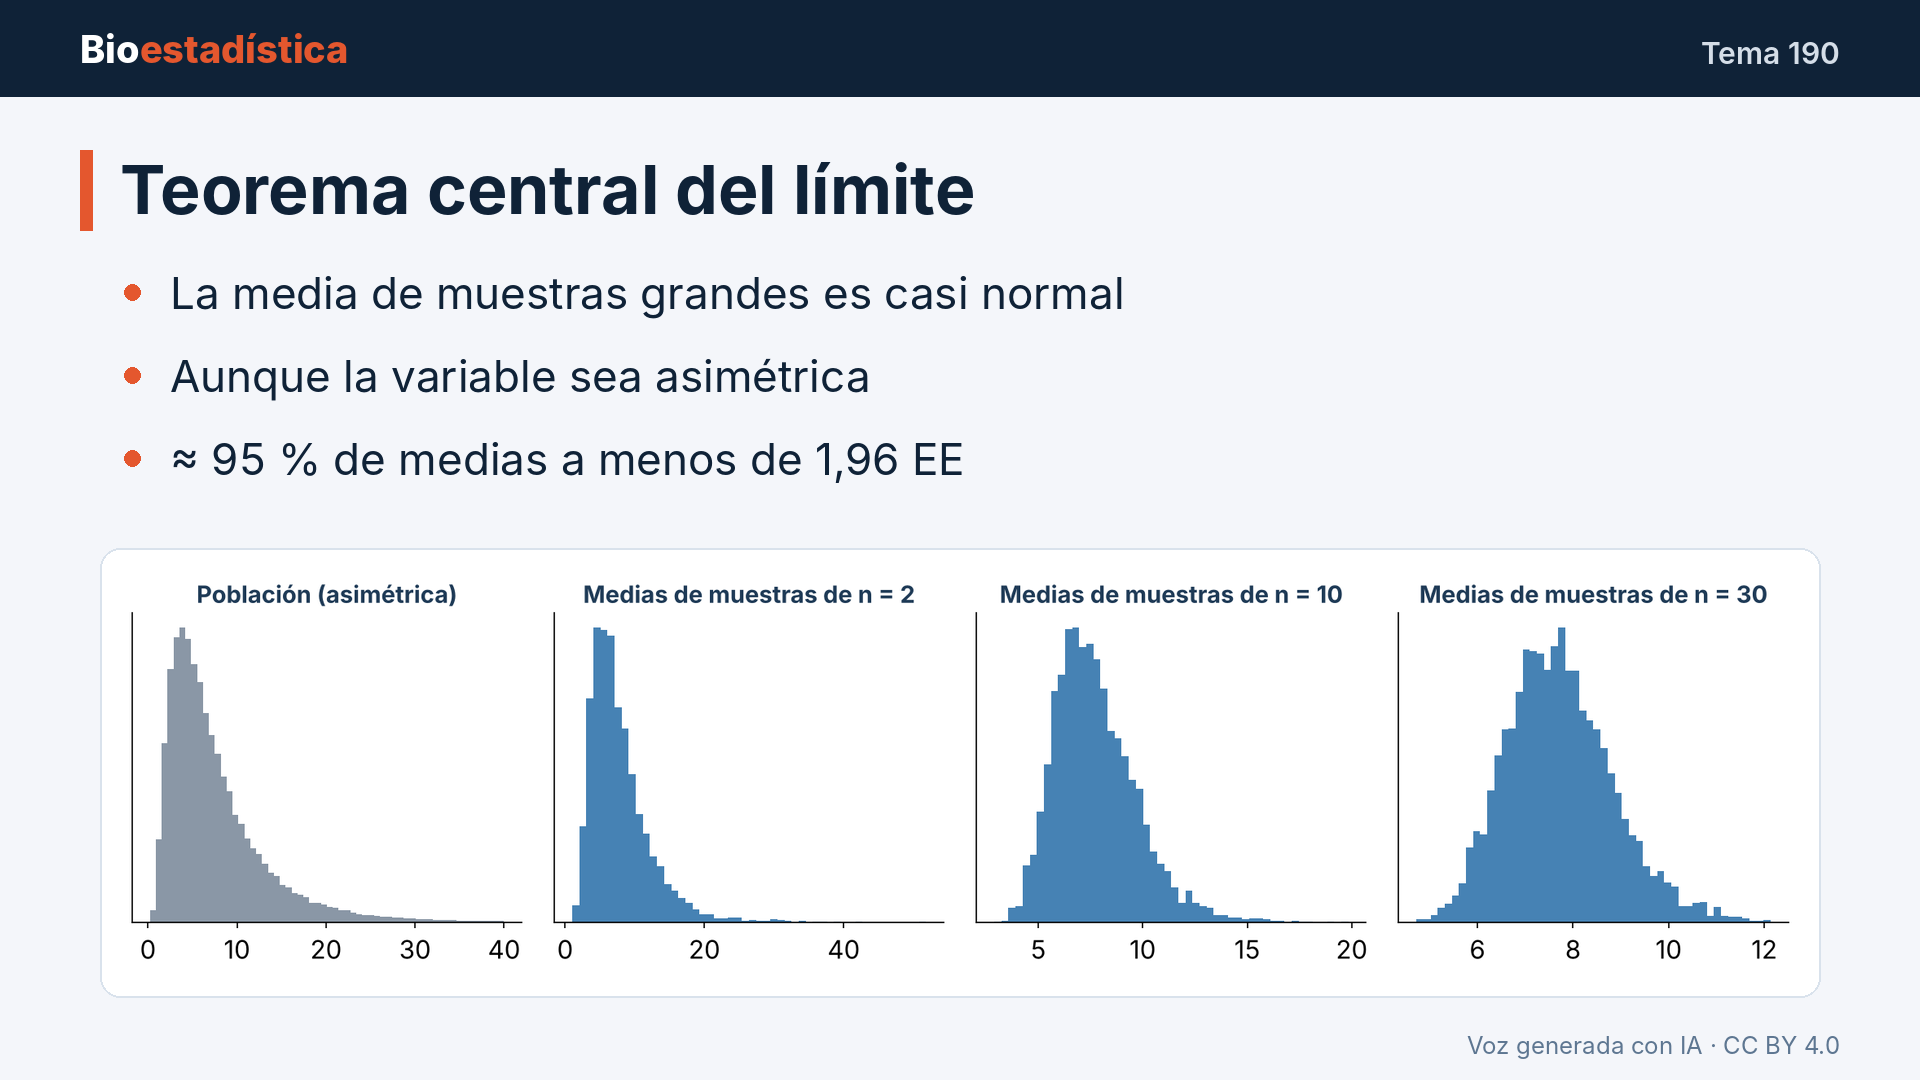 Bioestadística
Tema 190
Teorema central del límite
La media de muestras grandes es casi normal
Aunque la variable sea asimétrica
≈ 95 % de medias a menos de 1,96 EE
Población (asimétrica)
0 10 20 30 40
Medias de muestras de n = 2
0 20 40
Medias de muestras de n = 10
5 10 15 20
Medias de muestras de n = 30
6 8 10 12
Voz generada con IA · CC BY 4.0